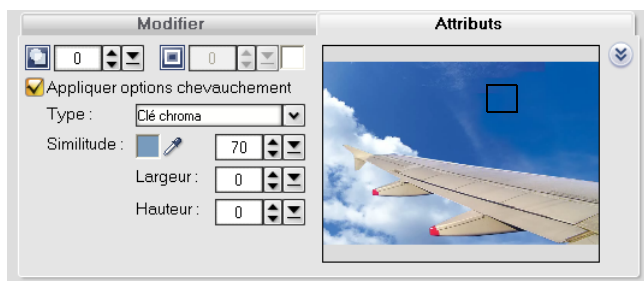 Modifier Attributs
0 0
Appliquer options chevauchement
Type : Clé chroma
Similitude : 70
Largeur : 0
Hauteur : 0